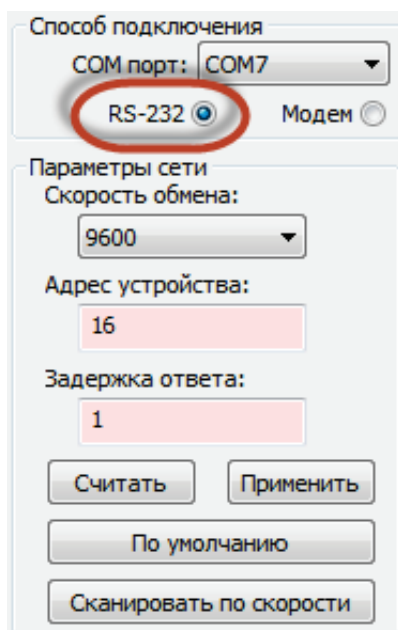 Способ подключения
COM порт: COM7
RS-232 Модем
Параметры сети
Скорость обмена:
9600
Адрес устройства:
16
Задержка ответа:
1
Считать Применить
По умолчанию
Сканировать по скорости